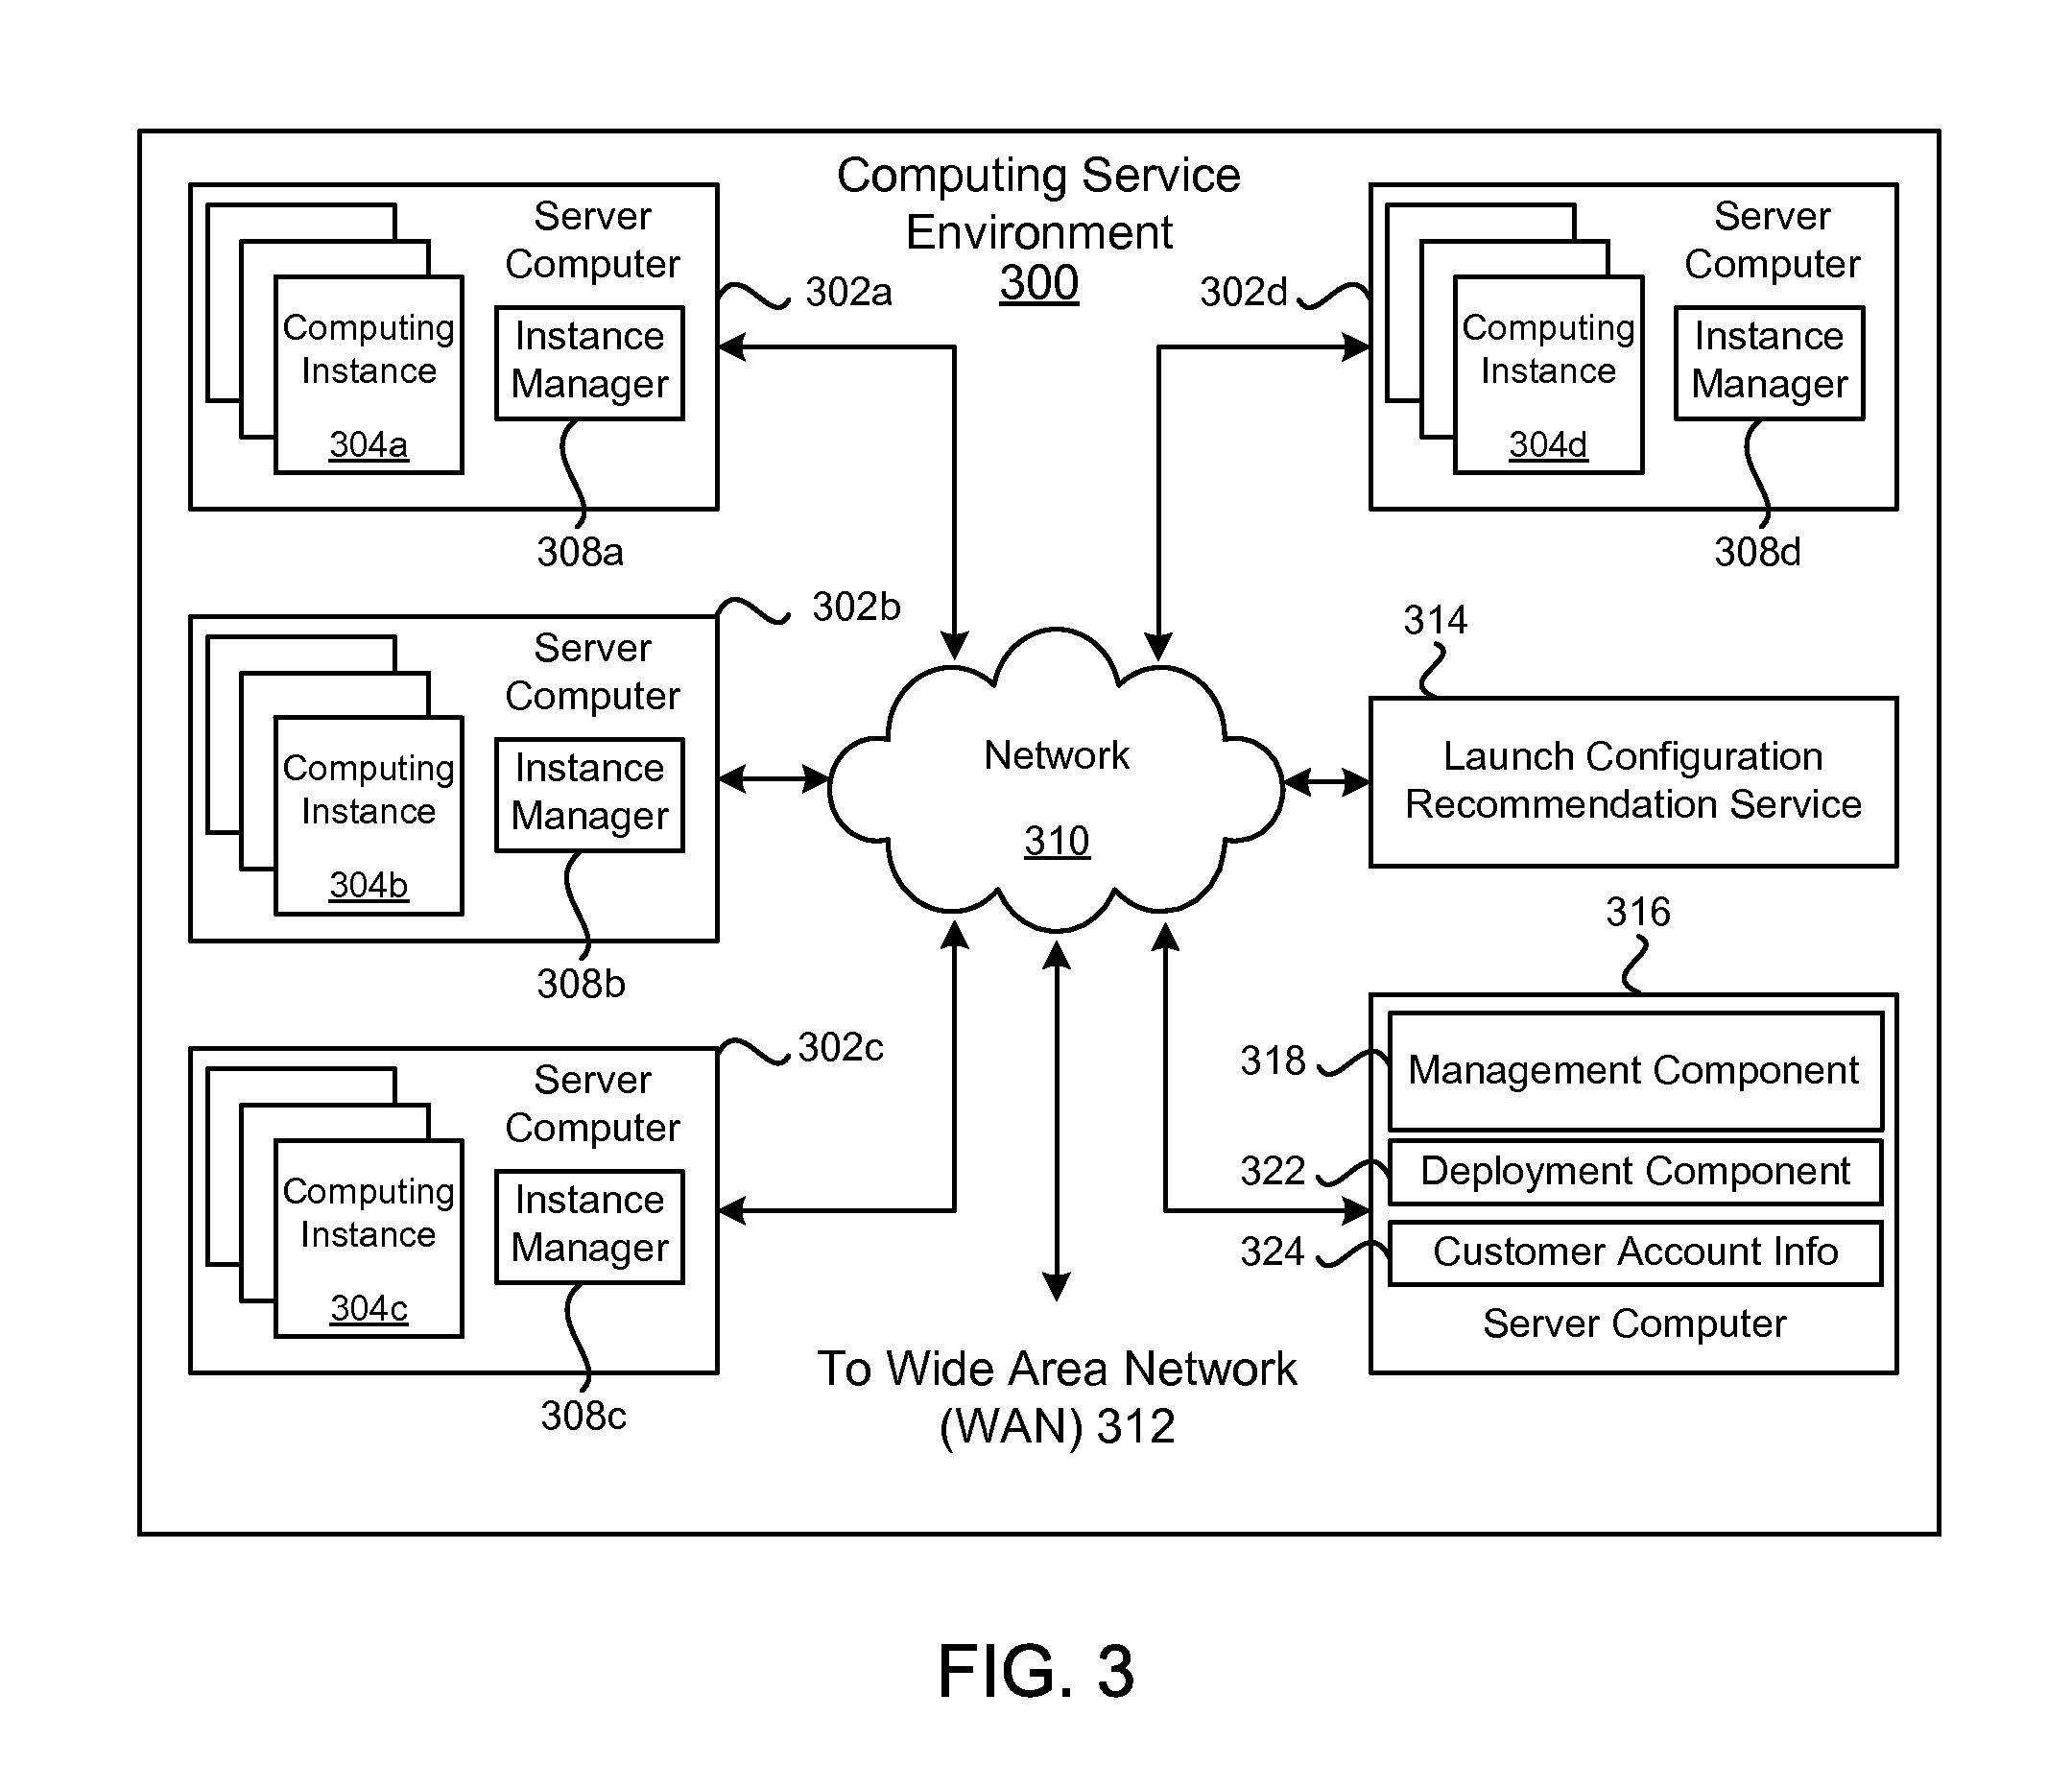 Computing Service
Environment
300
Server
Computer
302a
Computing
Instance
304a
Instance
Manager
308a
Server
Computer
302d
Computing
Instance
304d
Instance
Manager
308d
302b
Server
Computer
Computing
Instance
304b
Instance
Manager
308b
Network
310
314
Launch Configuration
Recommendation Service
302c
Server
Computer
Computing
Instance
304c
Instance
Manager
308c
316
318
Management Component
322
Deployment Component
324
Customer Account Info
Server Computer
To Wide Area Network
(WAN) 312
FIG. 3